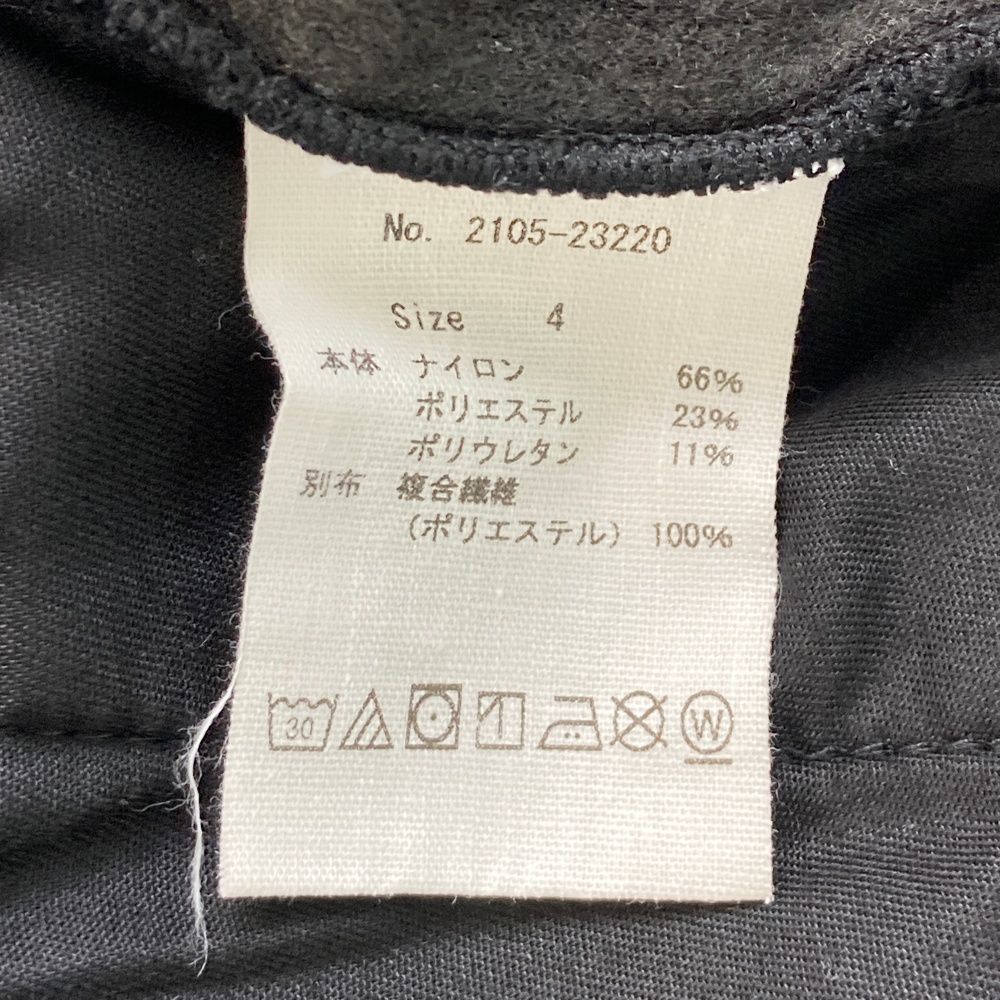 No. 2105-23220
Size 4
本体 ナイロン 66%
ポリエステル 23%
ポリウレタン 11%
別布 複合繊維
(ポリエステル) 100%
30 W